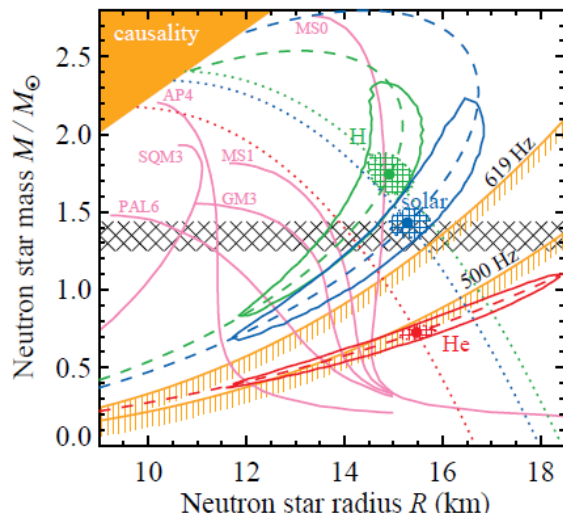 causality
MS0
AP4
H
SQM3
MS1
619 Hz
PAL6
GM3
solar
500 Hz
He
Neutron star mass M/M☉
2.5
2.0
1.5
1.0
0.5
0.0
10
12
14
16
18
Neutron star radius R (km)